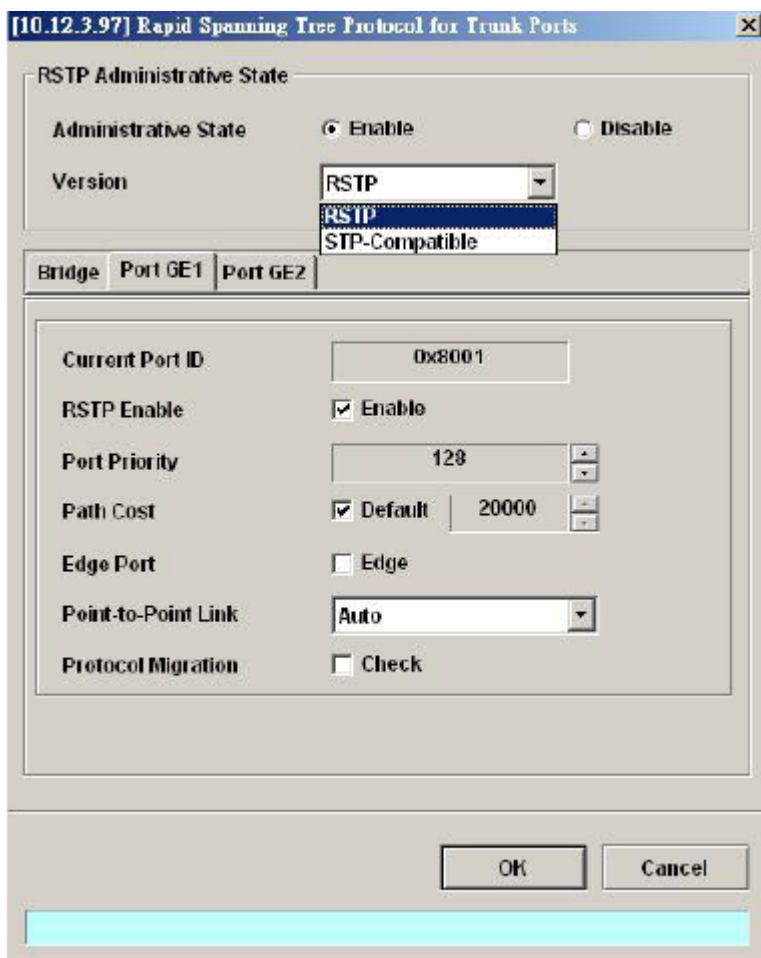 [10.12.3.97] Rapid Spanning Tree Protocol for Trunk Ports
RSTP Administrative State
Administrative State Enable Disable
Version RSTP
RSTP
STP-Compatible
Bridge Port GE1 Port GE2
Current Port ID 0x8001
RSTP Enable Enable
Port Priority 128
Path Cost Default 20000
Edge Port Edge
Point-to-Point Link Auto
Protocol Migration Check
OK Cancel